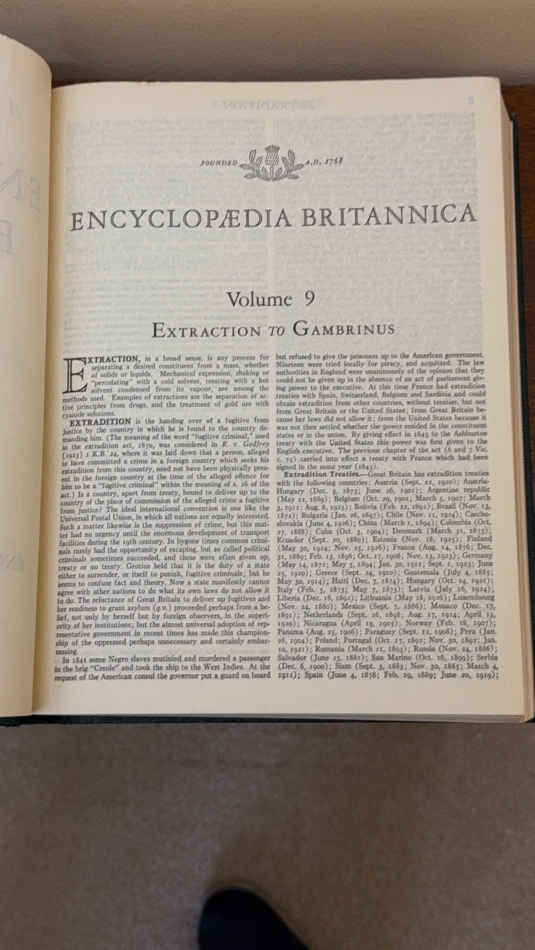 FOUNDED A.D. 1768
ENCYCLOPÆDIA BRITANNICA
Volume 9
EXTRACTION TO GAMBRINUS
EXTRACTION, in a broad sense, is any process for
separating a desired constituent from a mass, whether
of solids or liquids. Mechanical expression, shaking or
"percolating" with a cold solvent, treating with a hot
solvent condensed from its vapour, are among the
methods used. Examples of extractions are the separation of ac-
tive principles from drugs, and the treatment of gold with
cyanide solutions.
EXTRADITION is the handing over of a fugitive from
justice by the country in which he is found to the country de-
manding him. (The meaning of the word "fugitive criminal," used
in the extradition act, 1870, was considered in R. v. Godfrey
[1923] 1 K.B. 24, where it was laid down that a person, alleged
to have committed a crime in a foreign country which seeks his
extradition from this country, need not have been physically pres-
ent in the foreign country at the time of the alleged offence for
him to be a "fugitive criminal" within the meaning of s. 26 of the
act.) Is a country, apart from treaty, bound to deliver up to the
country of the place of commission of the alleged crime a fugitive
from justice? The ideal international convention is one like the
Universal Postal Union, in which all nations are equally interested.
Such a matter likewise is the suppression of crime, but this mat-
ter had no urgency until the enormous development of transport
facilities during the 19th century. In bygone times common crimi-
nals rarely had the opportunity of escaping, but so called political
criminals sometimes succeeded, and these were often given up,
treaty or no treaty. Grotius held that it is the duty of a state
either to surrender, or itself to punish, fugitive criminals; but he
seems to confuse fact and theory. Now a state manifestly cannot
agree with other nations to do what its own laws do not allow it
to do. The reluctance of Great Britain to deliver up fugitives and
her readiness to grant asylum (q.v.) proceeded perhaps from a be-
lief, not only by herself but by foreign observers, in the superi-
ority of her institutions; but the almost universal adoption of rep-
resentative government in recent times has made this champion-
ship of the oppressed perhaps unnecessary and certainly embar-
rassing.
In 1841 some Negro slaves mutinied and murdered a passenger
in the brig "Creole" and took the ship to the West Indies. At the
request of the American consul the governor put a guard on board
but refused to give the prisoners up to the American government.
Nineteen were tried locally for piracy, and acquitted. The law
authorities in England were unanimously of the opinion that they
could not be given up in the absence of an act of parliament giv-
ing power to the executive. At this time France had extradition
treaties with Spain, Switzerland, Belgium and Sardinia and could
obtain extradition from other countries, without treaties, but not
from Great Britain or the United States; from Great Britain be-
cause her laws did not allow it; from the United States because it
was not then settled whether the power resided in the constituent
states or in the union. By giving effect in 1843 to the Ashburton
treaty with the United States this power was first given to the
English executive. The previous chapter of the act (6 and 7 Vic.
c. 75) carried into effect a treaty with France which had been
signed in the same year (1843).
Extradition Treaties.—Great Britain has extradition treaties
with the following countries: Austria (Sept. 11, 1920); Austria-
Hungary (Dec. 3, 1873; June 26, 1901); Argentine republic
(May 22, 1889); Belgium (Oct. 29, 1901, March 5, 1907; March
3, 1911; Aug. 8, 1923); Bolivia (Feb. 22, 1892); Brazil (Nov. 13,
1872); Bulgaria (Jan. 26, 1897); Chile (Nov. 12, 1924); Czecho-
slovakia (June 4, 1926); China (March 1, 1894); Colombia (Oct.
27, 1888); Cuba (Oct. 3, 1904); Denmark (March 31, 1873);
Ecuador (Sept. 20, 1880); Estonia (Nov. 18, 1925); Finland
(May 30, 1924; Nov. 25, 1926); France (Aug. 14, 1876; Dec.
31, 1889; Feb. 13, 1896; Oct. 17, 1908; Nov. 13, 1923); Germany
(May 14, 1872; May 5, 1894; Jan. 30, 1911; Sept. 1, 1923; June
Greece (Sept. 24, 1910); Guatemala (July 4, 1885;
May 30, 1914); Haiti (Dec. 7, 1874); Hungary (Oct. 24, 1921);
Italy (Feb. 5, 1873; May 7, 1873); Latvia (July 16, 1924);
Liberia (Dec. 16, 1892); Lithuania (May 18, 1926); Luxembourg
(Nov. 24, 1880); Mexico (Sept. 7, 1886); Monaco (Dec. 17,
1891); Netherlands (Sept. 26, 1898; Aug. 17, 1914; April 13,
Nicaragua (April 19, 1905); Norway (Feb. 18, 1907);
Panama (Aug. 25, 1906); Paraguay (Sept. 12, 1908); Peru (Jan.
26, 1904); Poland; Portugal (Oct. 17, 1892; Nov. 30, 1892; Jan.
Rumania (March 21, 1893); Russia (Nov. 24, 1886);
Salvador (June 23, 1881); San Marino (Oct. 16, 1899); Serbia
(Dec. 6, 1900); Siam (Sept. 3, 1883; Nov. 30, 1885; March 4,
1911); Spain (June 4, 1878; Feb. 19, 1889; June 20, 1929);